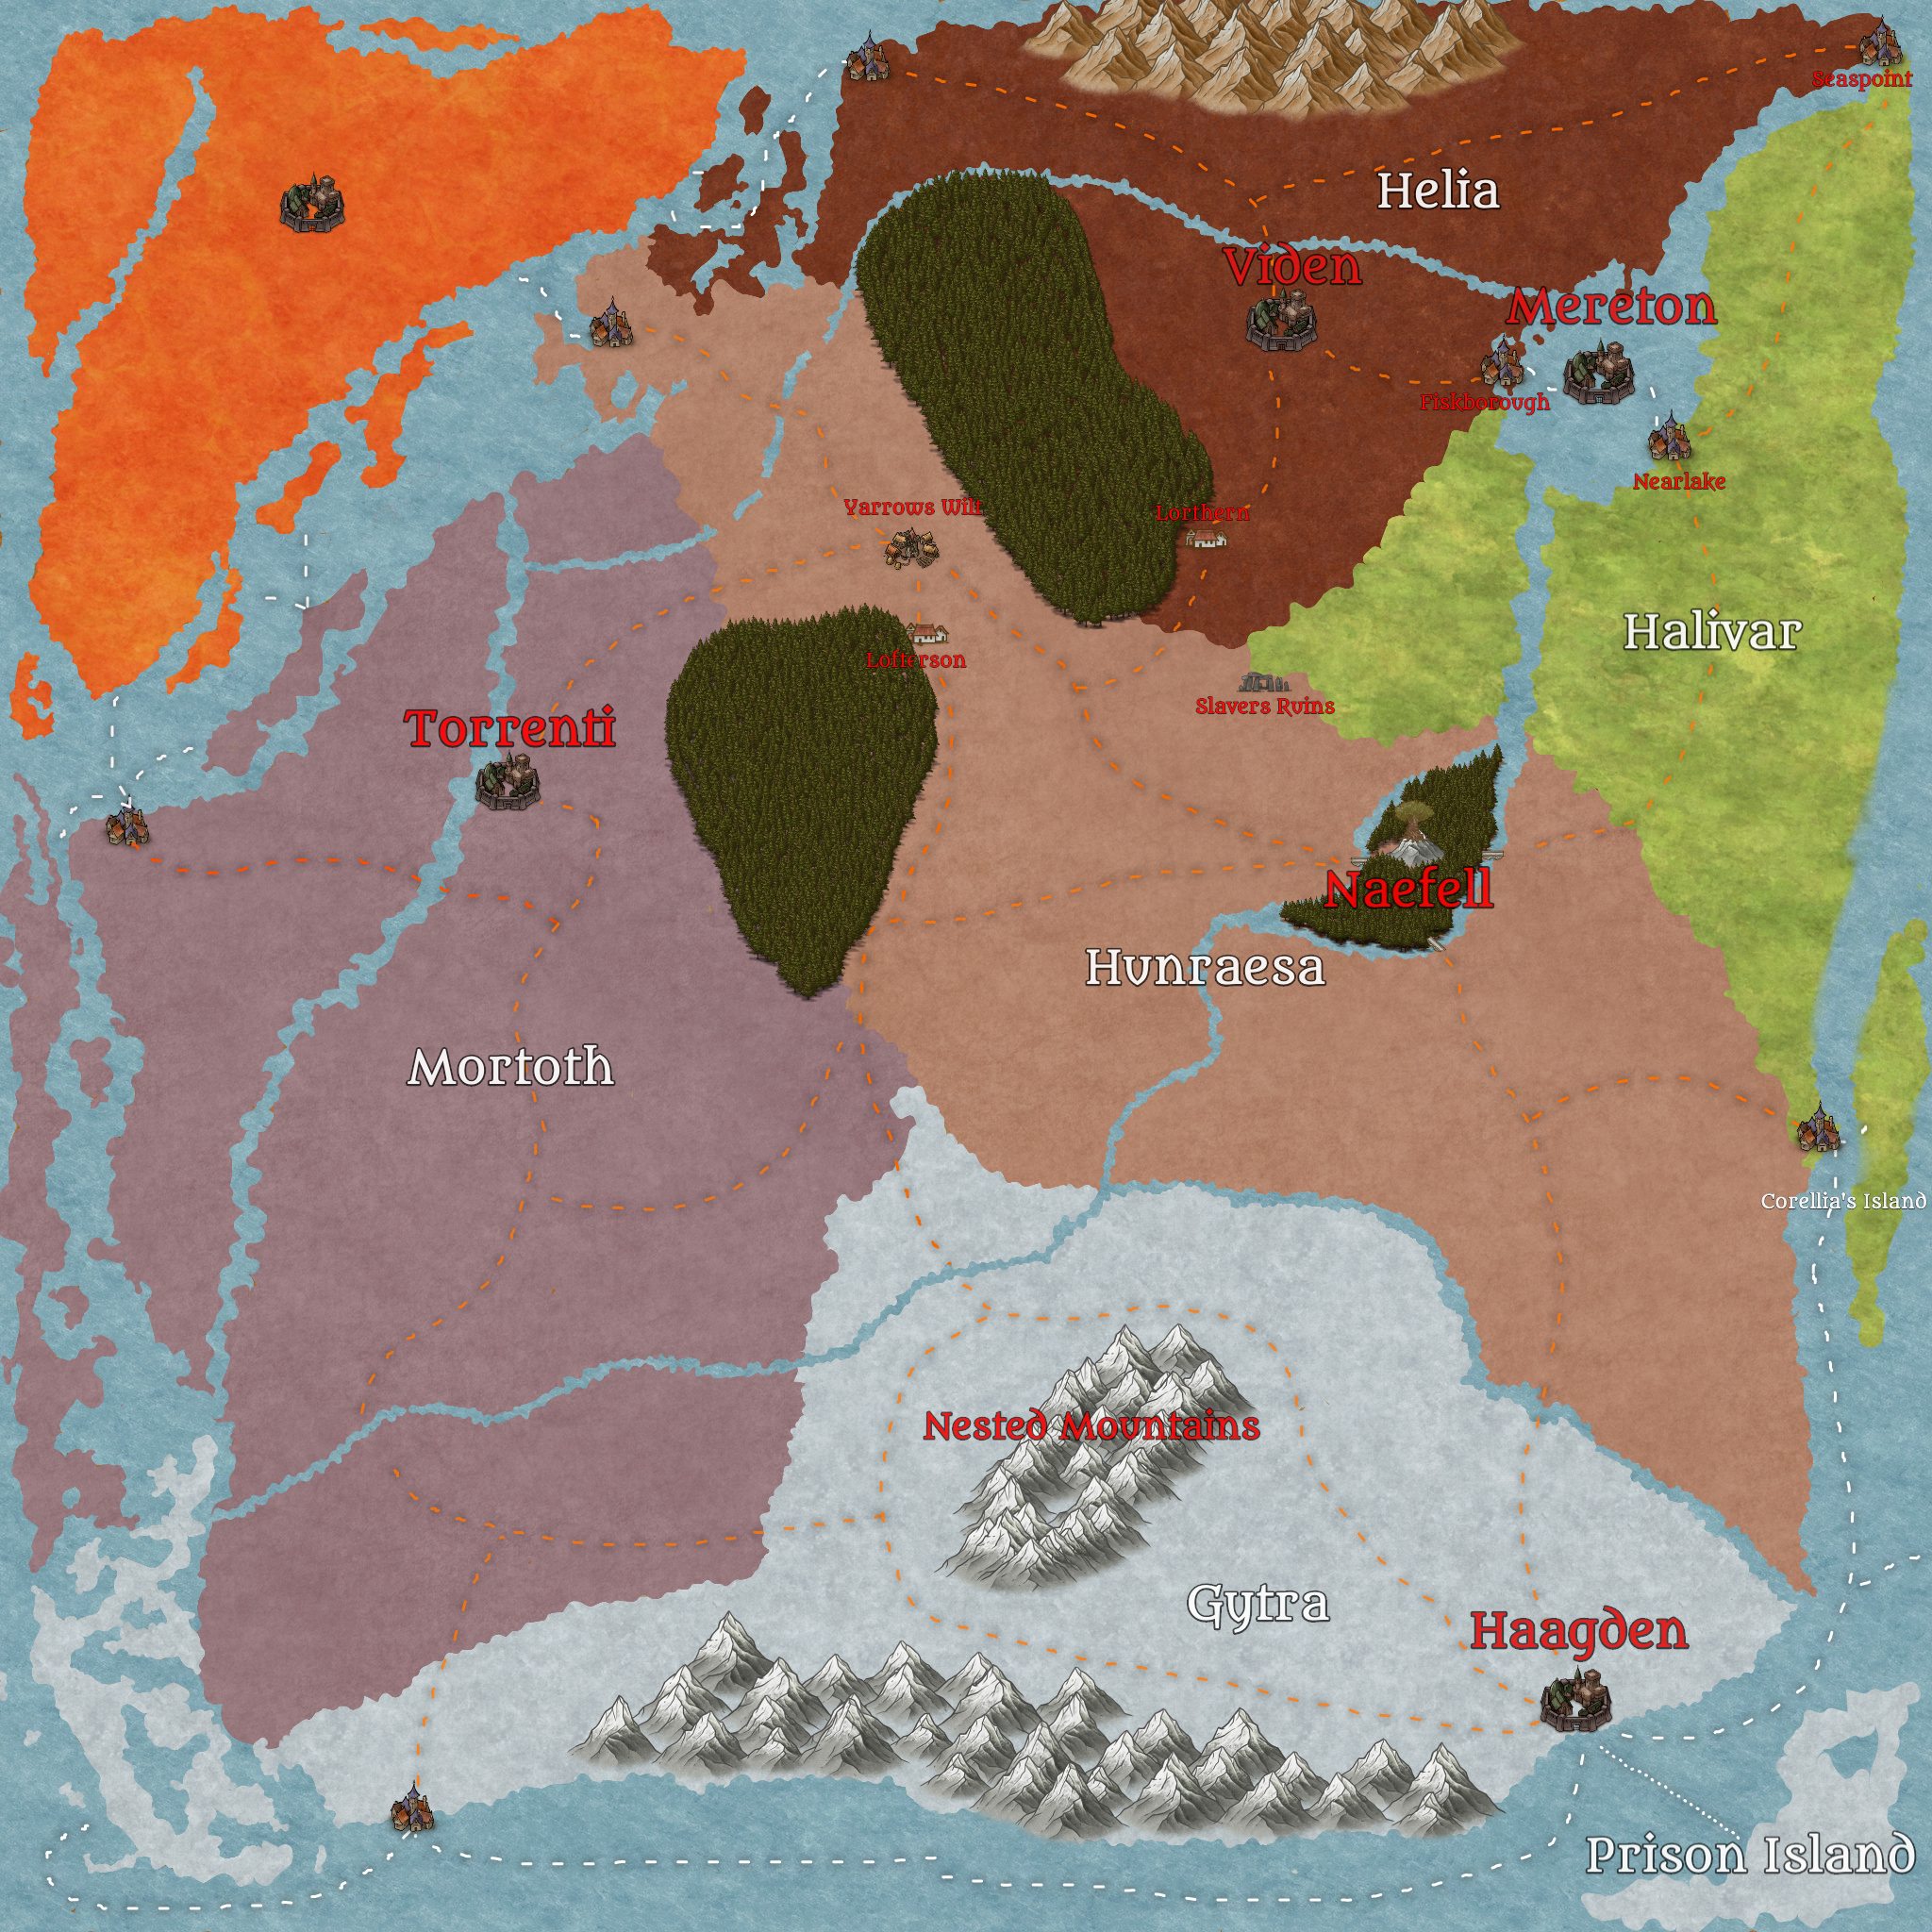 Seaspoint
Helia
Viden
Mereton
Fiskborough
Nearlake
Yarrows Wilt
Lorthern
Halivar
Lofterson
Slavers Ruins
Torrenti
Naefell
Hunraesa
Mortoth
Corellia's Island
Nested Mountains
Gytra
Haagden
Prison Island